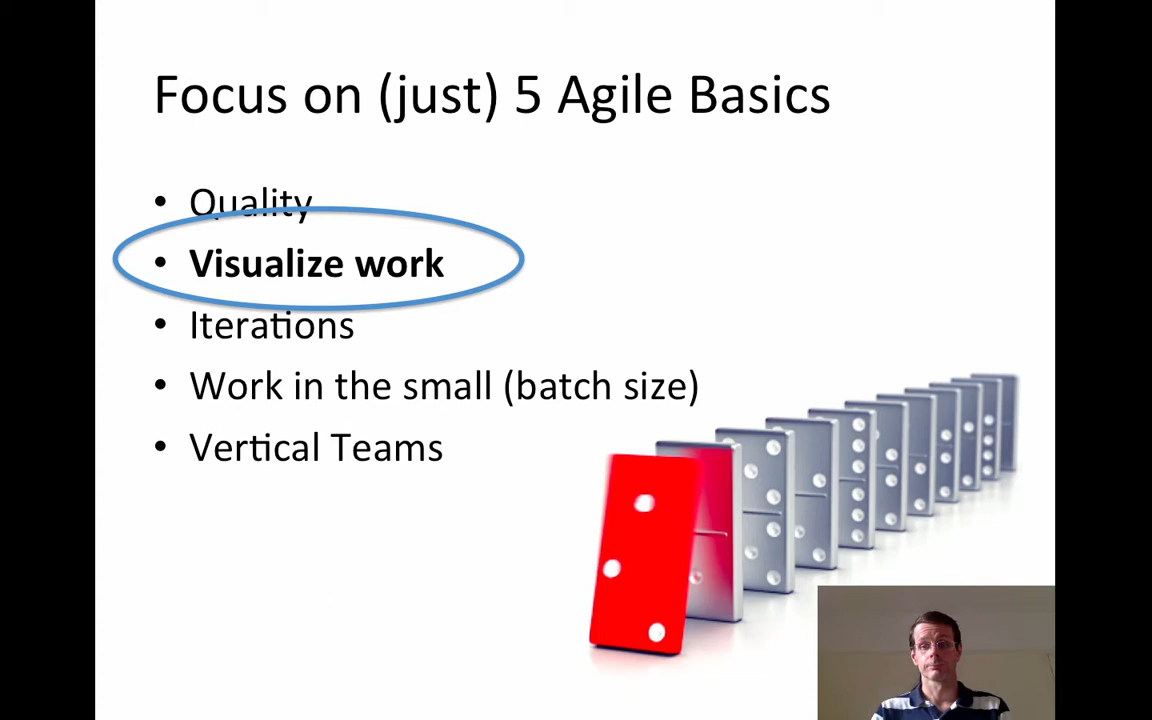 Focus on (just) 5 Agile Basics
• Quality
• Visualize work
• Iterations
• Work in the small (batch size)
• Vertical Teams